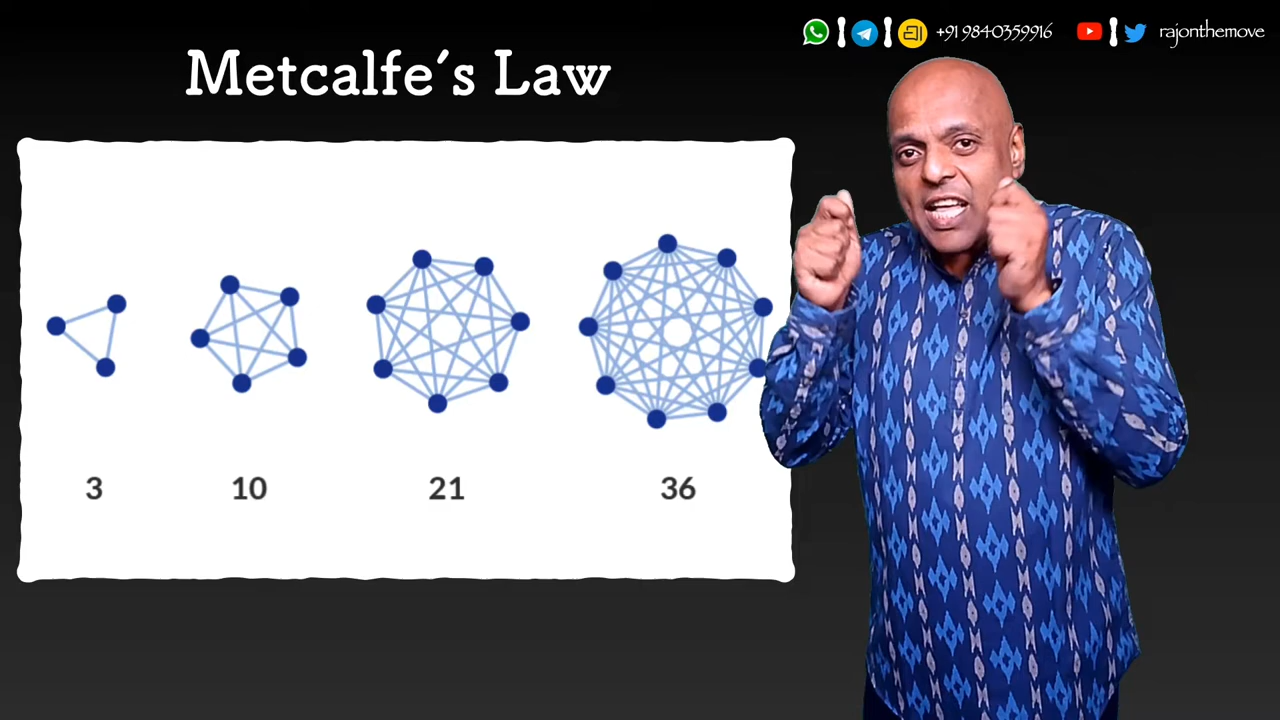 Metcalfe´s Law
+91 9840359916
rajonthemove
3 10 21 36